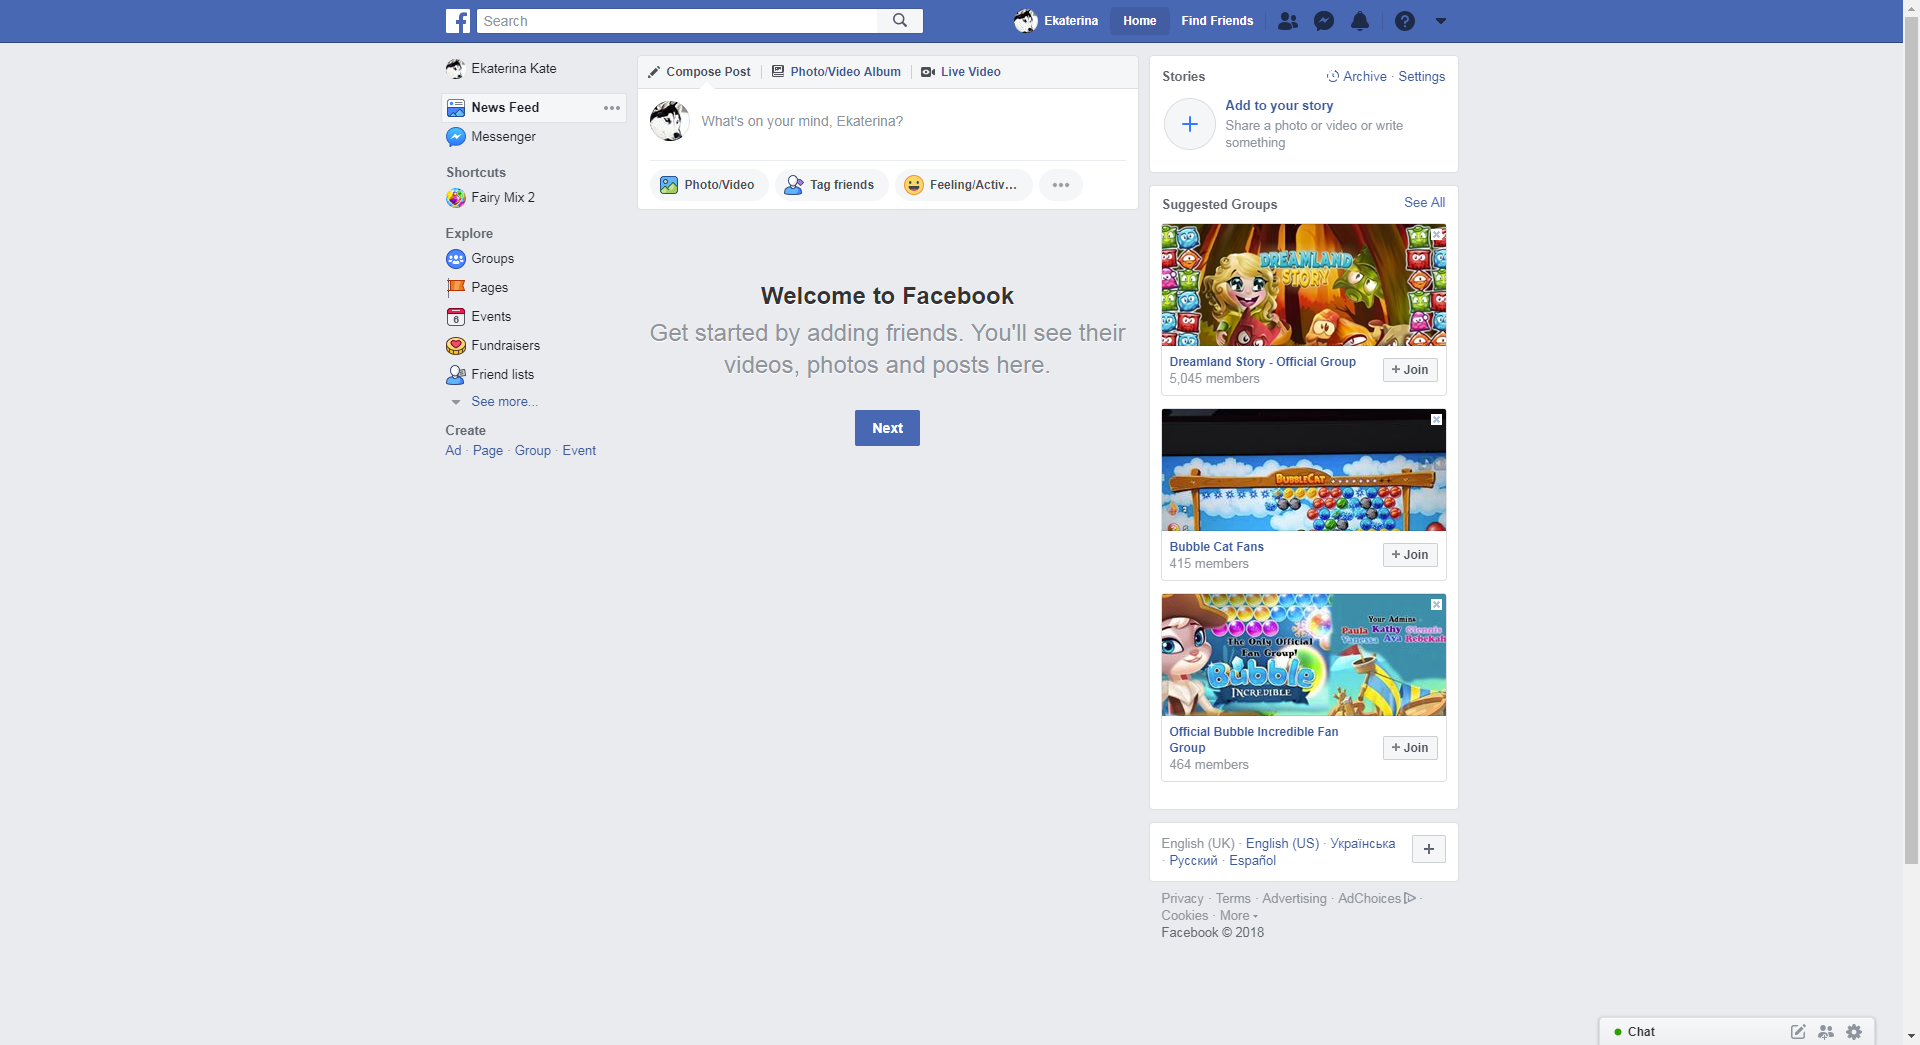 Search
Ekaterina
Home
Find Friends
Ekaterina Kate
News Feed
Messenger
Shortcuts
Fairy Mix 2
Explore
Groups
Pages
6
Events
Fundraisers
Friend lists
See more...
Create
Ad · Page · Group · Event
Compose Post
Photo/Video Album
Live Video
What's on your mind, Ekaterina?
Photo/Video
Tag friends
Feeling/Activ...
Welcome to Facebook
Get started by adding friends. You'll see their
videos, photos and posts here.
Next
Stories
Archive · Settings
Add to your story
Share a photo or video or write
something
Suggested Groups
See All
DREAMLAND
STORY
Dreamland Story - Official Group
5,045 members
+ Join
BUBBLECAT
Bubble Cat Fans
415 members
+ Join
Your Admins
Paula Kathy Glennis
Vanessa Ava Rebekah
The Only Official
Fan Group!
Bubble
INCREDIBLE
Official Bubble Incredible Fan
Group
464 members
+ Join
English (UK) · English (US) · Українська
· Русский · Español
Privacy · Terms · Advertising · AdChoices ·
Cookies · More
Facebook © 2018
Chat